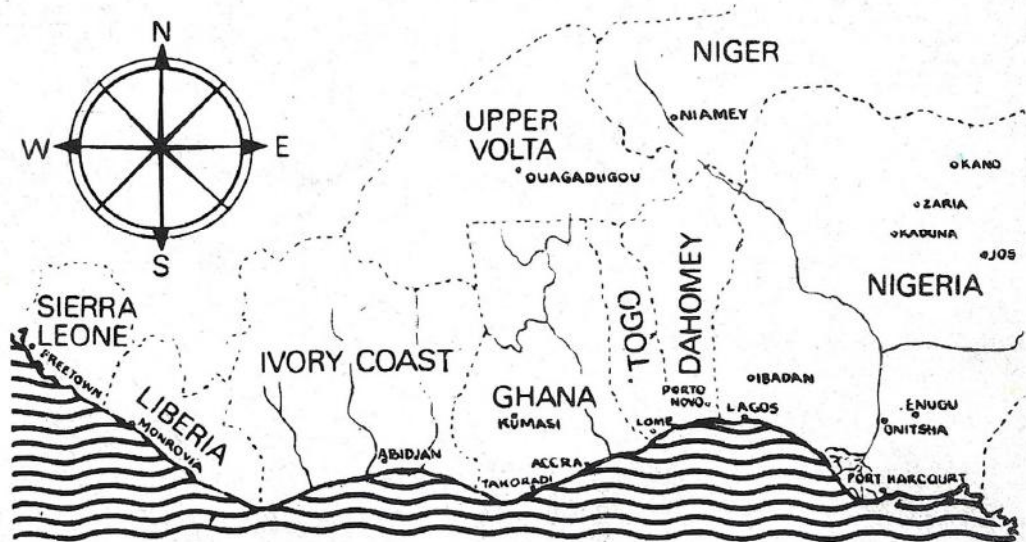 N
W
E
S
NIGER
NIAMEY
UPPER
VOLTA
OUAGADUGOU
KANO
ZARIA
KADUNA
JOS
NIGERIA
SIERRA
LEONE
FREETOWN
LIBERIA
MONROVIA
IVORY COAST
ABIDJAN
GHANA
KUMASI
ACCRA
TAKORADI
TOGO
LOME
DAHOMEY
PORTO
NOVO
LAGOS
IBADAN
ENUGU
ONITSHA
PORT HARCOURT